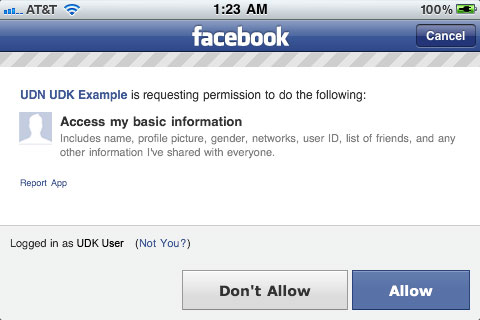 AT&T 1:23 AM 100%
facebook Cancel
UDN UDK Example is requesting permission to do the following:
Access my basic information
Includes name, profile picture, gender, networks, user ID, list of friends, and any
other information I've shared with everyone.
Report App
Logged in as UDK User (Not You?)
Don't Allow Allow